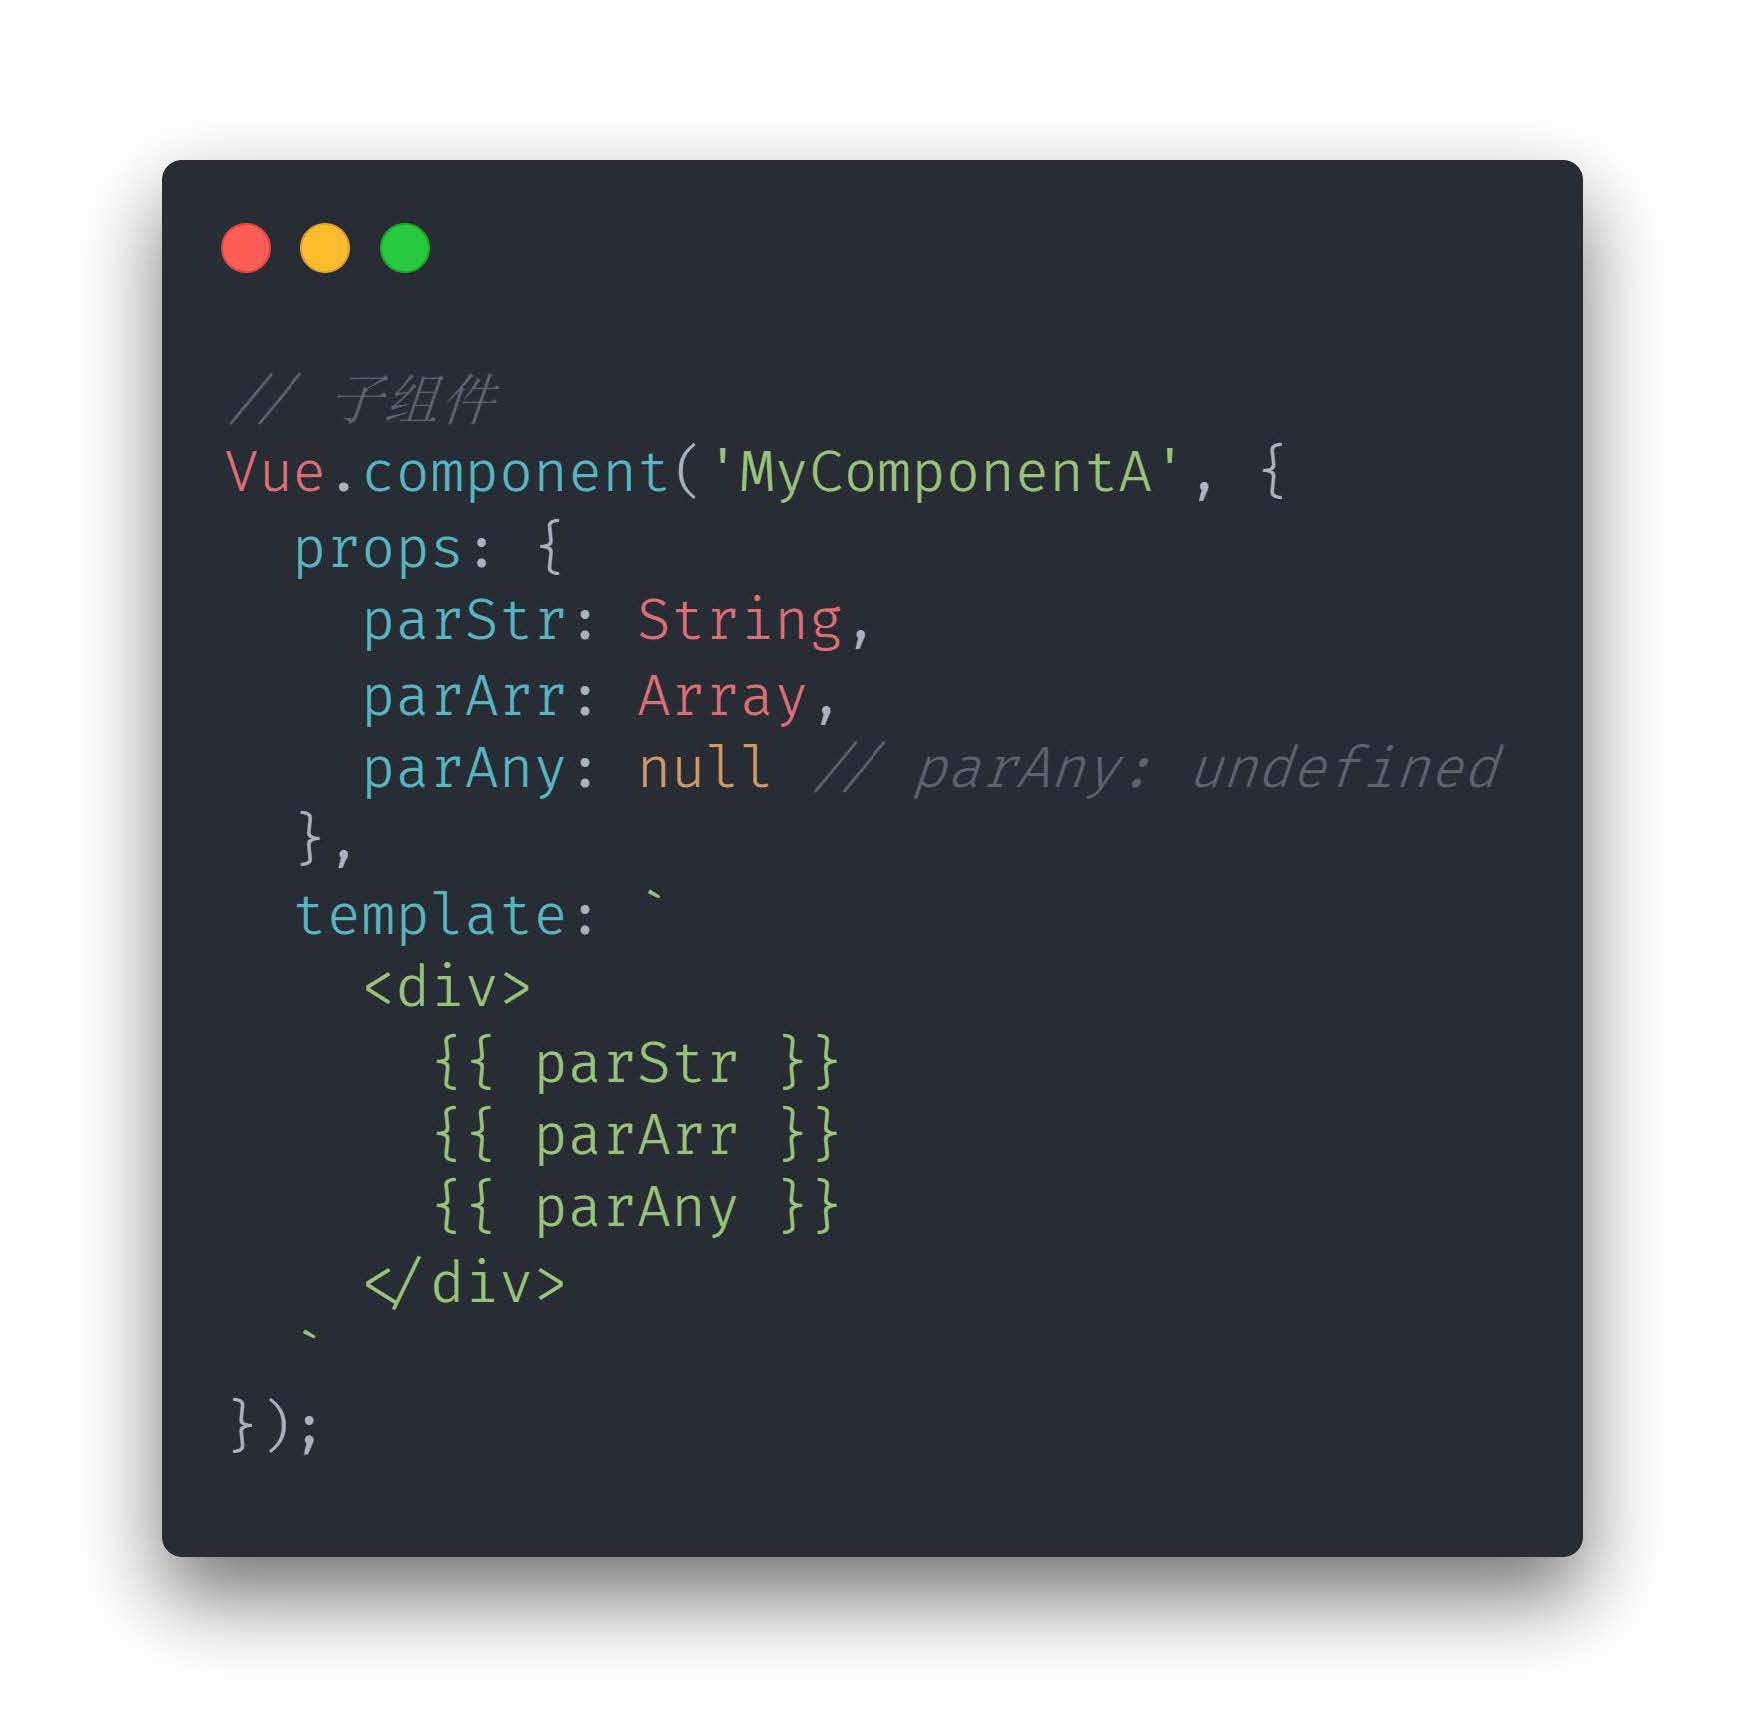 // 子组件
Vue.component('MyComponentA', {
  props: {
    parStr: String,
    parArr: Array,
    parAny: null // parAny: undefined
  },
  template: `
    <div>
      {{ parStr }}
      {{ parArr }}
      {{ parAny }}
    </div>
  `
});